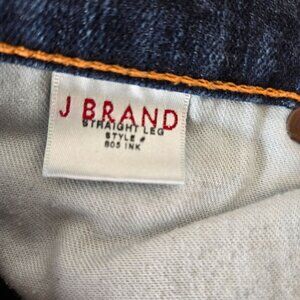 J BRAND
STRAIGHT LEG
STYLE #
805 INK